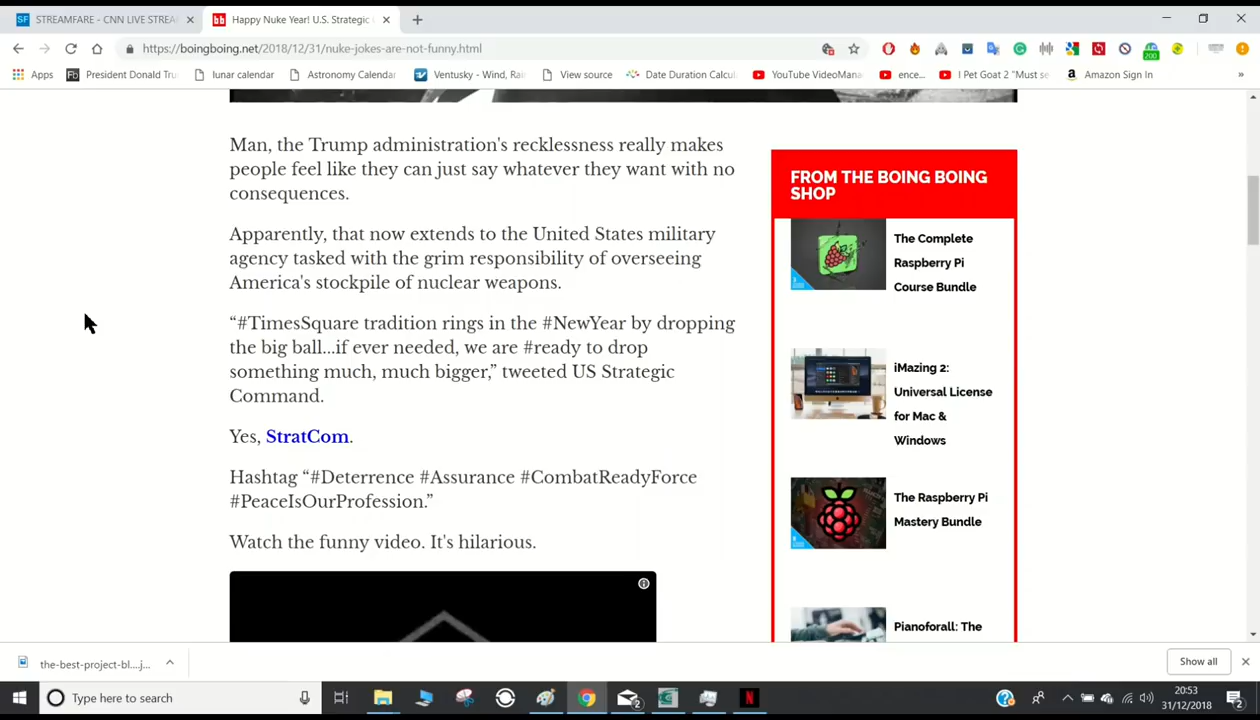 STREAMFARE - CNN LIVE STREA
Happy Nuke Year! U.S. Strategic
https://boingboing.net/2018/12/31/nuke-jokes-are-not-funny.html
200
Apps
President Donald Tru
lunar calendar
Astronomy Calendar
Ventusky - Wind, Rai
View source
Date Duration Calcu
YouTube VideoMana
ence...
I Pet Goat 2 "Must se
Amazon Sign In
»
Man, the Trump administration's recklessness really makes
people feel like they can just say whatever they want with no
consequences.
Apparently, that now extends to the United States military
agency tasked with the grim responsibility of overseeing
America's stockpile of nuclear weapons.
“#TimesSquare tradition rings in the #NewYear by dropping
the big ball...if ever needed, we are #ready to drop
something much, much bigger,” tweeted US Strategic
Command.
Yes, StratCom.
Hashtag “#Deterrence #Assurance #CombatReadyForce
#PeaceIsOurProfession.”
Watch the funny video. It's hilarious.
FROM THE BOING BOING
SHOP
The Complete
Raspberry Pi
Course Bundle
iMazing 2:
Universal License
for Mac &
Windows
The Raspberry Pi
Mastery Bundle
Pianoforall: The
the-best-project-bl....j...
Show all
Type here to search
20:53
31/12/2018